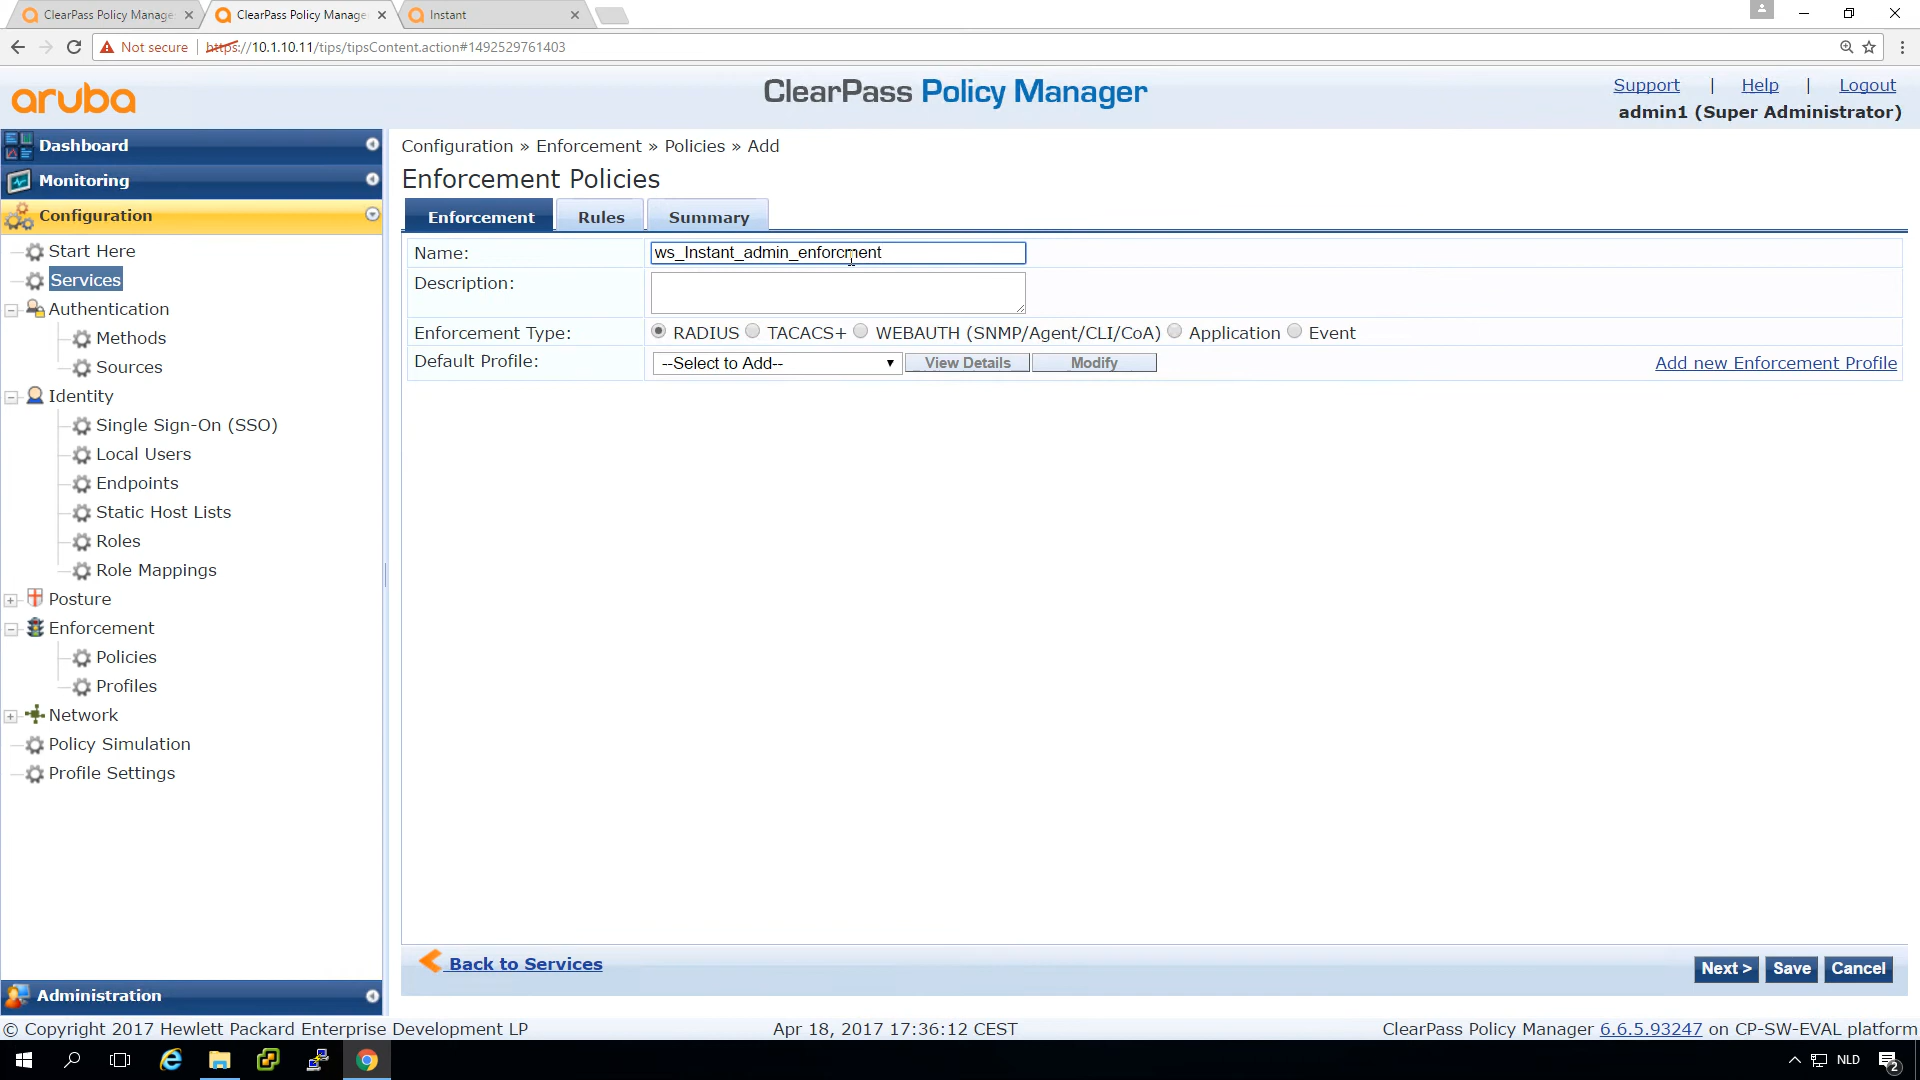 ClearPass Policy Manage
ClearPass Policy Manage
Instant
Not secure
https://10.1.10.11/tips/tipsContent.action#1492529761403
aruba
ClearPass Policy Manager
Support | Help | Logout
admin1 (Super Administrator)
Dashboard
Monitoring
Configuration
Start Here
Services
Authentication
Methods
Sources
Identity
Single Sign-On (SSO)
Local Users
Endpoints
Static Host Lists
Roles
Role Mappings
Posture
Enforcement
Policies
Profiles
Network
Policy Simulation
Profile Settings
Administration
Configuration » Enforcement » Policies » Add
Enforcement Policies
Enforcement Rules Summary
Name: ws_Instant_admin_enforcment
Description:
Enforcement Type: RADIUS TACACS+ WEBAUTH (SNMP/Agent/CLI/CoA) Application Event
Default Profile: --Select to Add-- View Details Modify Add new Enforcement Profile
Back to Services Next > Save Cancel
© Copyright 2017 Hewlett Packard Enterprise Development LP Apr 18, 2017 17:36:12 CEST ClearPass Policy Manager 6.6.5.93247 on CP-SW-EVAL platform
NLD 2